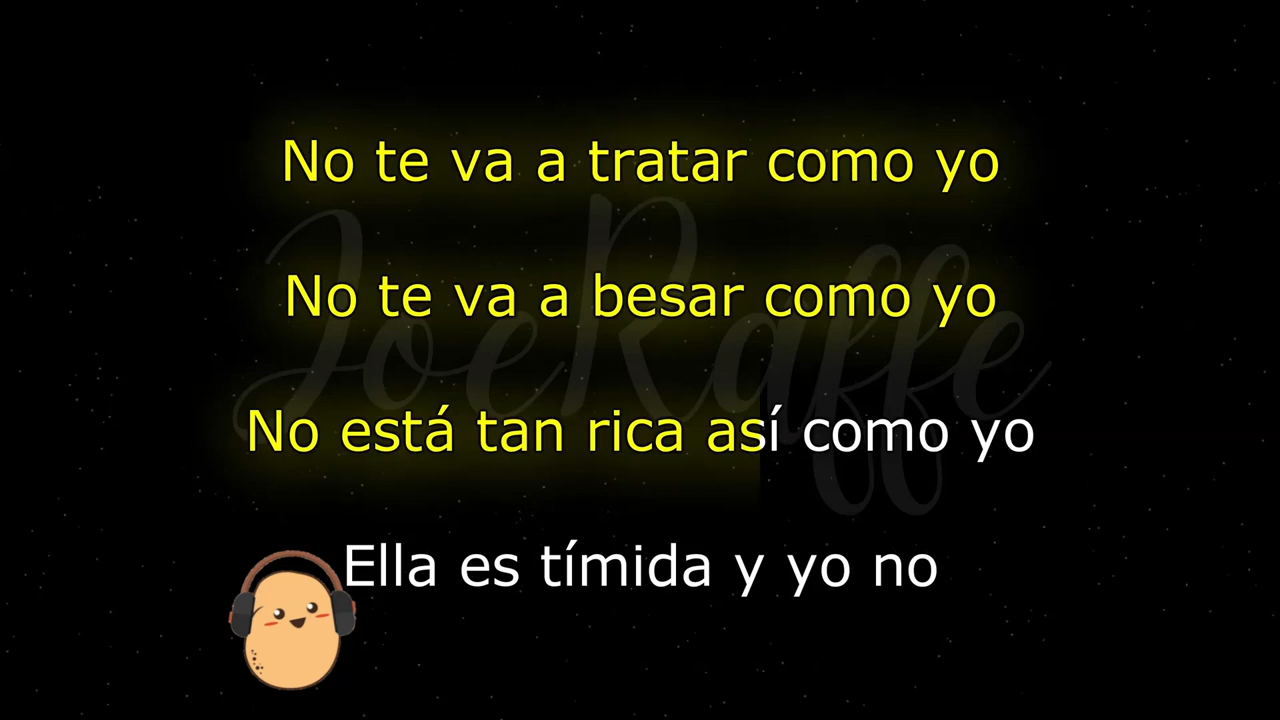 No te va a tratar como yo
No te va a besar como yo
No está tan rica así como yo
Ella es tímida y yo no
JoeRaffe